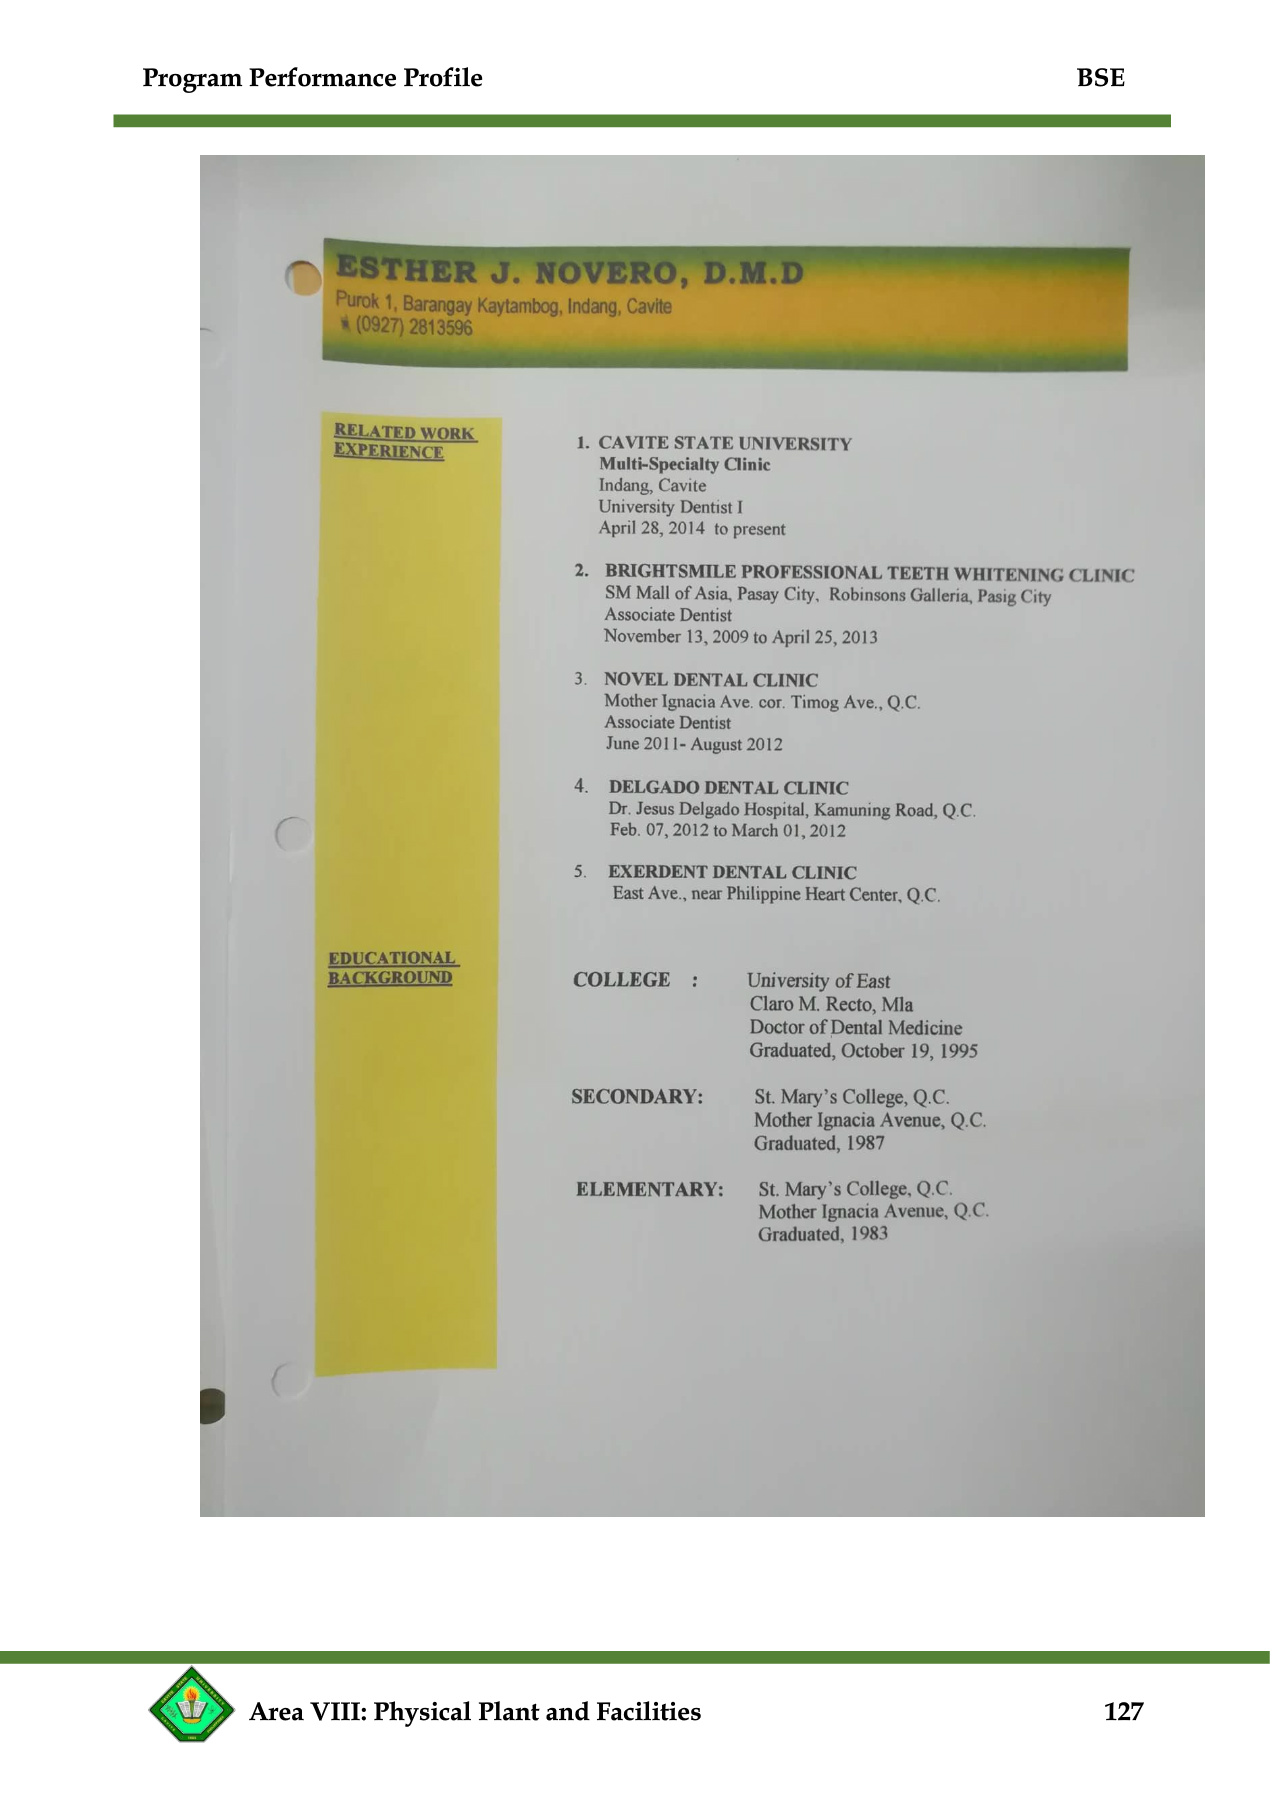 Program Performance Profile BSE
ESTHER J. NOVERO, D.M.D
Purok 1, Barangay Kaytambog, Indang, Cavite
(0927) 2813596
RELATED WORK
EXPERIENCE
1. CAVITE STATE UNIVERSITY
Multi-Specialty Clinic
Indang, Cavite
University Dentist I
April 28, 2014 to present
2. BRIGHTSMILE PROFESSIONAL TEETH WHITENING CLINIC
SM Mall of Asia, Pasay City, Robinsons Galleria, Pasig City
Associate Dentist
November 13, 2009 to April 25, 2013
3. NOVEL DENTAL CLINIC
Mother Ignacia Ave. cor. Timog Ave., Q.C.
Associate Dentist
June 2011- August 2012
4. DELGADO DENTAL CLINIC
Dr. Jesus Delgado Hospital, Kamuning Road, Q.C.
Feb. 07, 2012 to March 01, 2012
5. EXERDENT DENTAL CLINIC
East Ave., near Philippine Heart Center, Q.C.
EDUCATIONAL
BACKGROUND
COLLEGE : University of East
Claro M. Recto, Mla
Doctor of Dental Medicine
Graduated, October 19, 1995
SECONDARY: St. Mary's College, Q.C.
Mother Ignacia Avenue, Q.C.
Graduated, 1987
ELEMENTARY: St. Mary's College, Q.C.
Mother Ignacia Avenue, Q.C.
Graduated, 1983
Area VIII: Physical Plant and Facilities 127